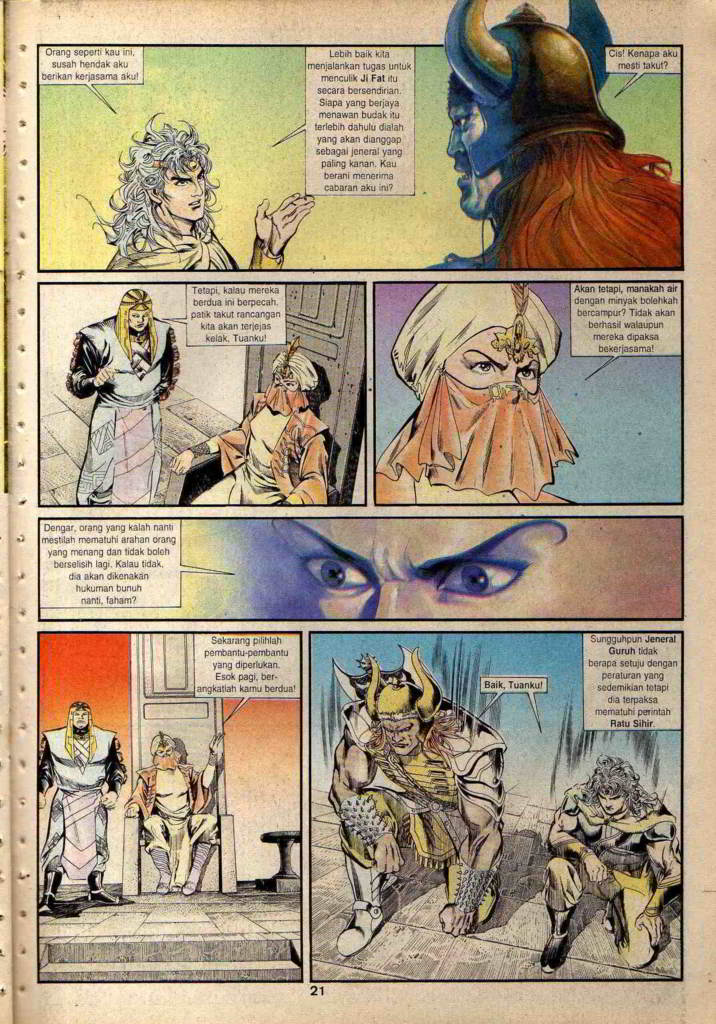 Orang seperti kau ini,
susah hendak aku
berikan kerjasama aku!
Lebih baik kita
menjalankan tugas untuk
menculik Ji Fat itu
secara bersendirian.
Siapa yang berjaya
menawan budak itu
terlebih dahulu dialah
yang akan dianggap
sebagai jeneral yang
paling kanan. Kau
berani menerima
cabaran aku ini?
Cis! Kenapa aku
mesti takut?
Tetapi, kalau mereka
berdua ini berpecah.
patik takut rancangan
kita akan terjejas
kelak, Tuanku!
Akan tetapi, manakah air
dengan minyak bolehkah
bercampur? Tidak akan
berhasil walaupun
mereka dipaksa
bekerjasama!
Dengar, orang yang kalah nanti
mestilah mematuhi arahan orang
yang menang dan tidak boleh
berselisih lagi. Kalau tidak,
dia akan dikenakan
hukuman bunuh
nanti, faham?
Sekarang pilihlah
pembantu-pembantu
yang diperlukan.
Esok pagi, ber-
angkatlah kamu berdua!
Baik, Tuanku!
Sungguhpun Jeneral
Guruh tidak
berapa setuju dengan
peraturan yang
sedemikian tetapi
dia terpaksa
mematuhi perintah
Ratu Sihir.
21